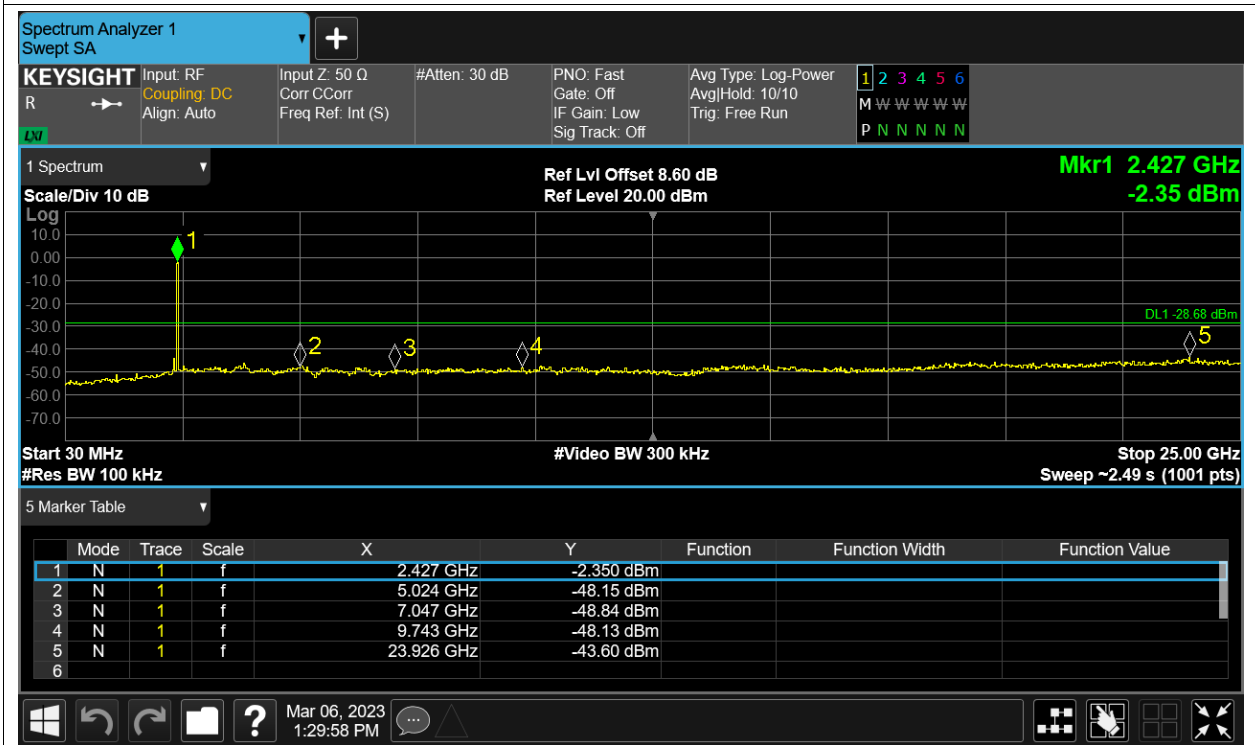 Spectrum Analyzer 1
Swept SA
+
KEYSIGHT
R
LXI
Input: RF
Coupling: DC
Align: Auto
Input Z: 50 Ω
Corr CCorr
Freq Ref: Int (S)
#Atten: 30 dB
PNO: Fast
Gate: Off
IF Gain: Low
Sig Track: Off
Avg Type: Log-Power
Avg|Hold: 10/10
Trig: Free Run
1 2 3 4 5 6
M W W W W W
P N N N N N
1 Spectrum
Scale/Div 10 dB
Ref Lvl Offset 8.60 dB
Ref Level 20.00 dBm
Mkr1 2.427 GHz
-2.35 dBm
Log
10.0
0.00
-10.0
-20.0
-30.0
-40.0
-50.0
-60.0
-70.0
1
2
3
4
5
DL1 -28.68 dBm
Start 30 MHz
#Res BW 100 kHz
#Video BW 300 kHz
Stop 25.00 GHz
Sweep ~2.49 s (1001 pts)
5 Marker Table
Mode Trace Scale X Y Function Function Width Function Value
1 N 1 f 2.427 GHz -2.350 dBm
2 N 1 f 5.024 GHz -48.15 dBm
3 N 1 f 7.047 GHz -48.84 dBm
4 N 1 f 9.743 GHz -48.13 dBm
5 N 1 f 23.926 GHz -43.60 dBm
6
?
Mar 06, 2023
1:29:58 PM